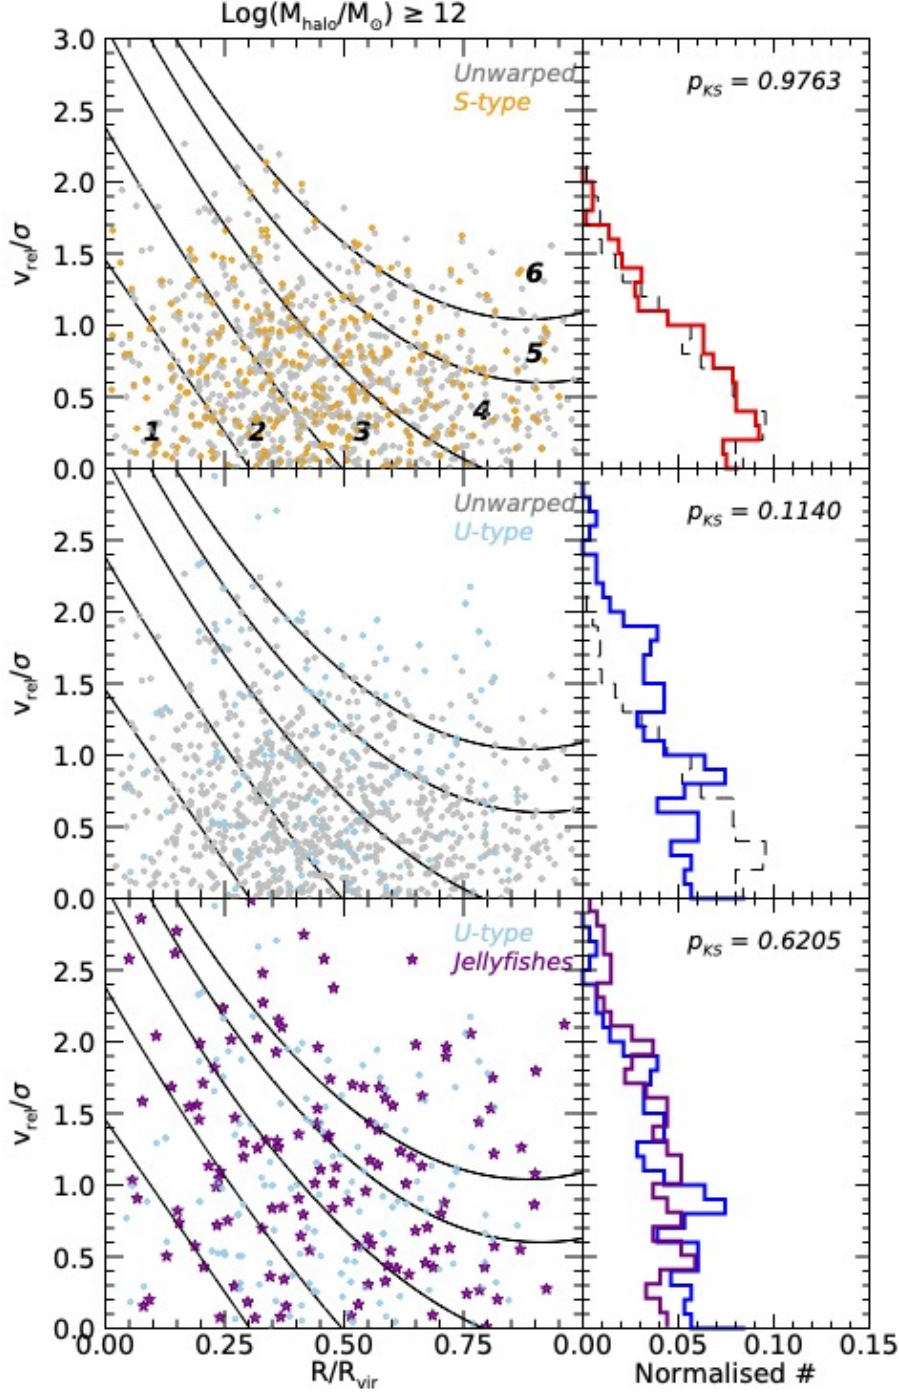 Log(M_halo/M_⊙) ≥ 12
3.0
2.5
2.0
1.5
1.0
0.5
0.0
v_rel/σ
Unwarped
S-type
1 2 3 4 5 6
p_KS = 0.9763
2.5
2.0
1.5
1.0
0.5
0.0
v_rel/σ
Unwarped
U-type
p_KS = 0.1140
2.5
2.0
1.5
1.0
0.5
0.0
v_rel/σ
U-type
Jellyfishes
p_KS = 0.6205
0.00 0.25 0.50 0.75 0.00 0.05 0.10 0.15
R/R_vir
Normalised #